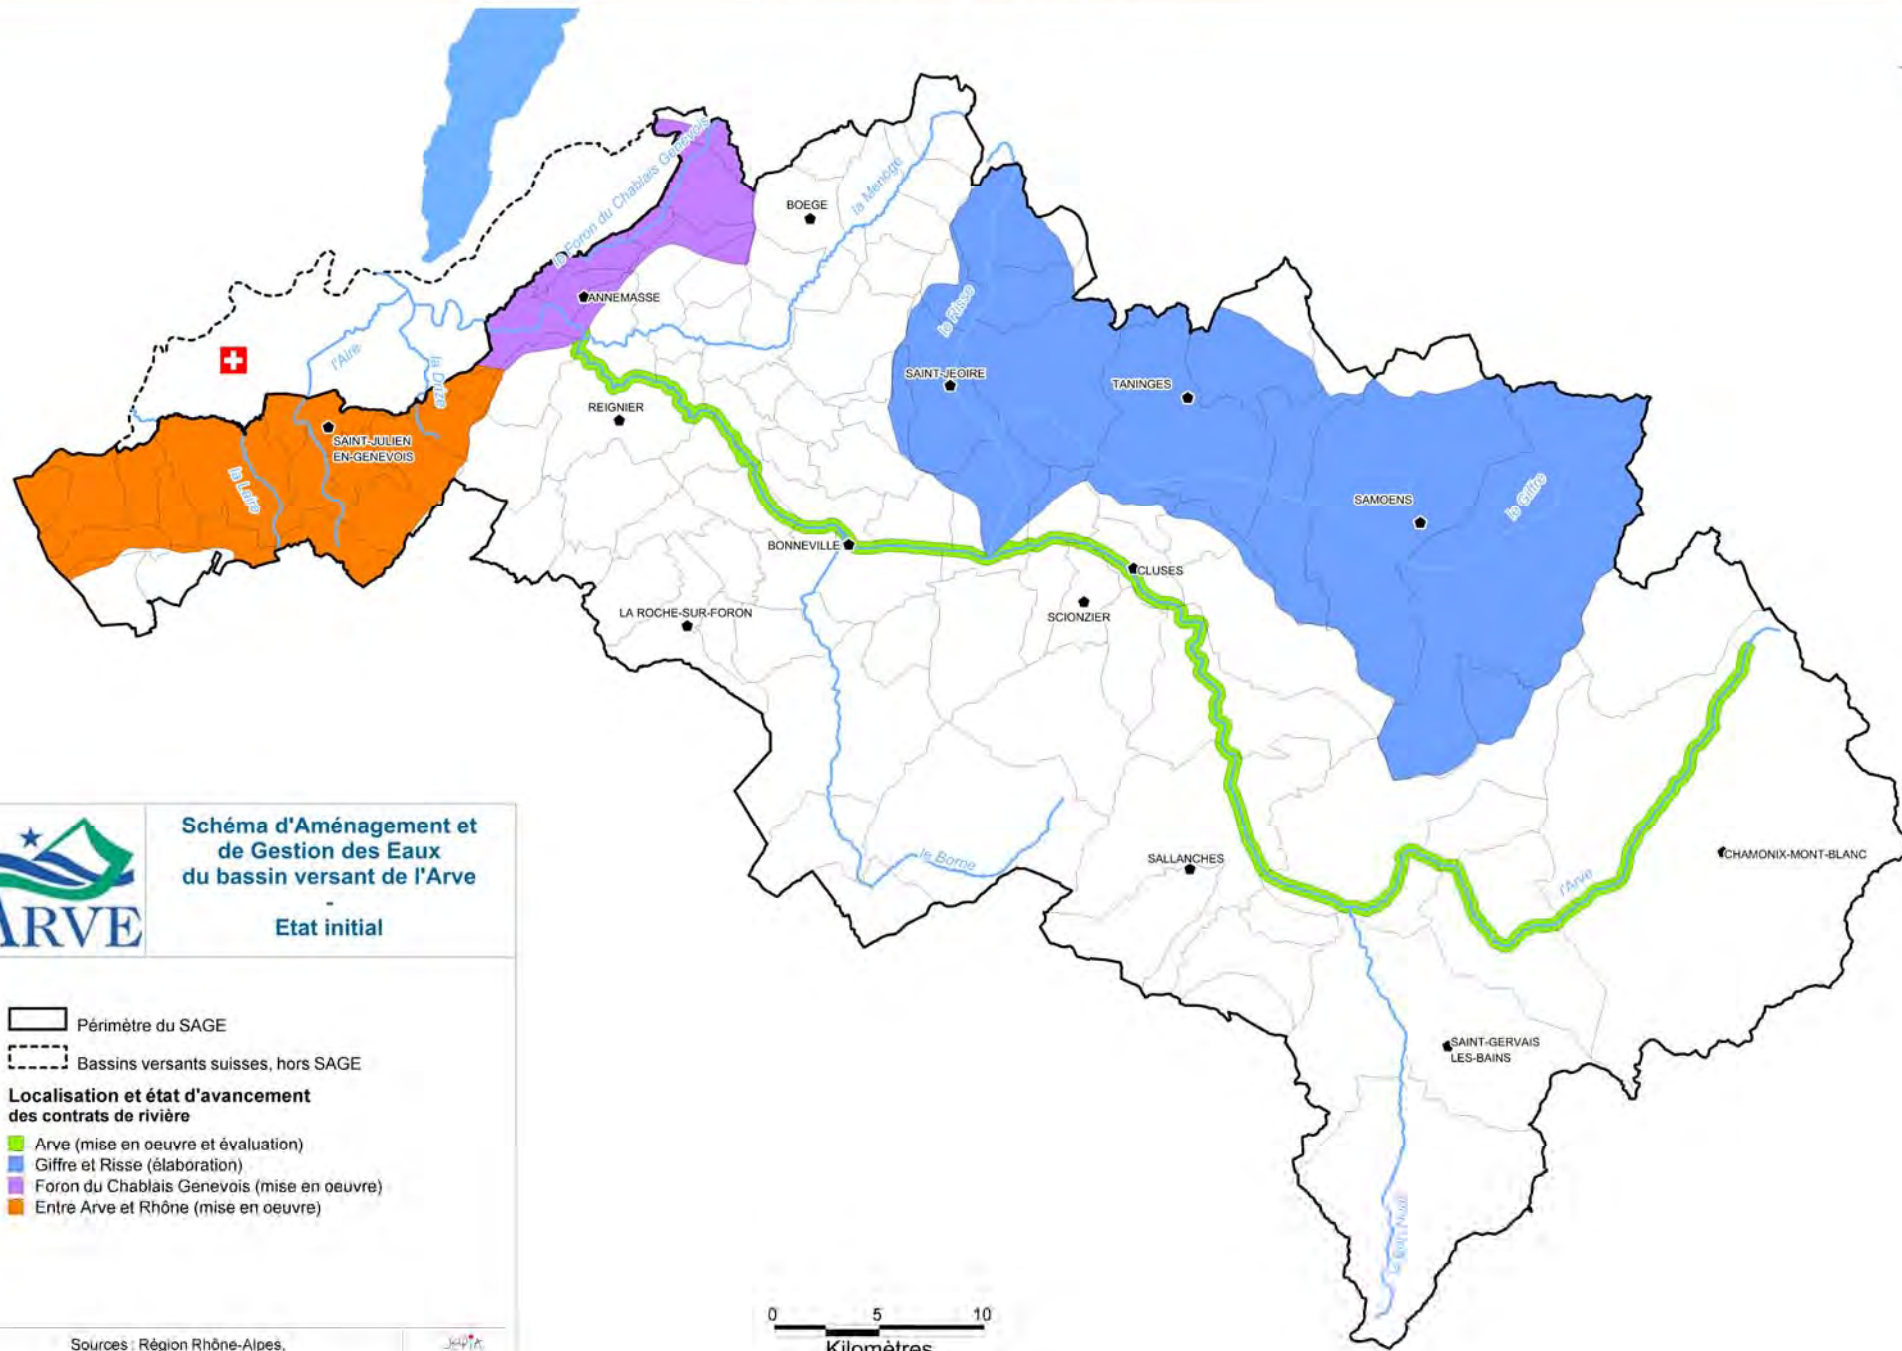 le Foron du Chablais Genevois
la Menoge
BOEGE
ANNEMASSE
le Risse
l'Aire
la Drize
SAINT-JEOIRE
TANINGES
REIGNIER
SAINT-JULIEN
EN-GENEVOIS
la Laire
SAMOENS
le Giffre
BONNEVILLE
CLUSES
LA ROCHE-SUR-FORON
SCIONZIER
SALLANCHES
le Borne
CHAMONIX-MONT-BLANC
l'Arve
SAINT-GERVAIS
LES-BAINS
ARVE
Schéma d'Aménagement et
de Gestion des Eaux
du bassin versant de l'Arve
-
Etat initial
Périmètre du SAGE
Bassins versants suisses, hors SAGE
Localisation et état d'avancement
des contrats de rivière
Arve (mise en oeuvre et évaluation)
Giffre et Risse (élaboration)
Foron du Chablais Genevois (mise en oeuvre)
Entre Arve et Rhône (mise en oeuvre)
Sources : Région Rhône-Alpes,
0 5 10
Kilomètres